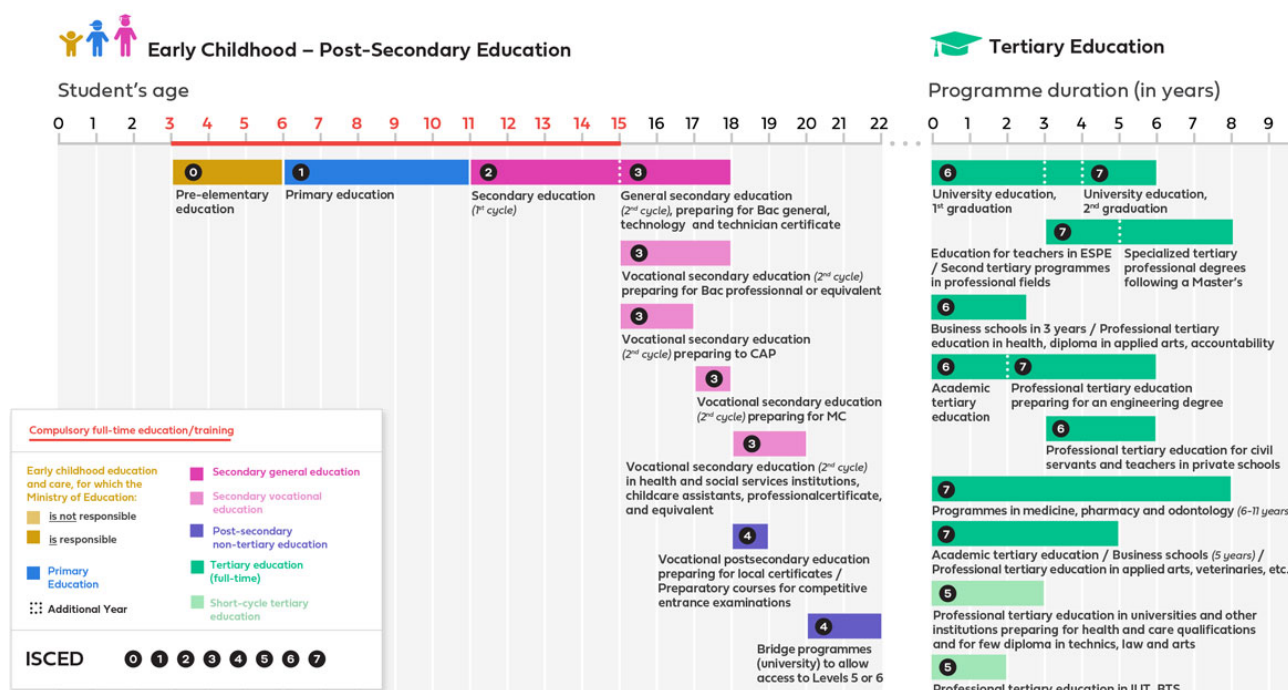 Early Childhood – Post-Secondary Education
Student's age
0 1 2 3 4 5 6 7 8 9 10 11 12 13 14 15 16 17 18 20 21 22
0
Pre-elementary
education
1
Primary education
2
Secondary education
(1st cycle)
3
General secondary education
(2nd cycle), preparing for Bac general,
technology and technician certificate
3
Vocational secondary education (2nd cycle)
preparing for Bac professionnal or equivalent
3
Vocational secondary education
(2nd cycle) preparing to CAP
3
Vocational secondary education
(2nd cycle) preparing for MC
3
Vocational secondary education (2nd cycle)
in health and social services institutions,
childcare assistants, professionalcertificate,
and equivalent
4
Vocational postsecondary education
preparing for local certificates /
Preparatory courses for competitive
entrance examinations
4
Bridge programmes
(university) to allow
access to Levels 5 or 6
Compulsory full-time education/training
Early childhood education
and care, for which the
Ministry of Education:
is not responsible
is responsible
Primary
Education
Additional Year
Secondary general education
Secondary vocational
education
Post-secondary
non-tertiary education
Tertiary education
(full-time)
Short-cycle tertiary
education
ISCED 0 1 2 3 4 5 6 7
Tertiary Education
Programme duration (in years)
0 1 2 3 4 5 6 7 8 9
6
University education,
1st graduation
7
University education,
2nd graduation
7
Education for teachers in ESPE
/ Second tertiary programmes
in professional fields
Specialized tertiary
professional degrees
following a Master's
6
Business schools in 3 years / Professional tertiary
education in health, diploma in applied arts, accountability
6
Academic
tertiary
education
7
Professional tertiary education
preparing for an engineering degree
6
Professional tertiary education for civil
servants and teachers in private schools
7
Programmes in medicine, pharmacy and odontology (6-11 years
7
Academic tertiary education / Business schools (5 years) /
Professional tertiary education in applied arts, veterinaries, etc.
5
Professional tertiary education in universities and other
institutions preparing for health and care qualifications
and for few diploma in technics, law and arts
5
Professional tertiary education in IUT, BTS